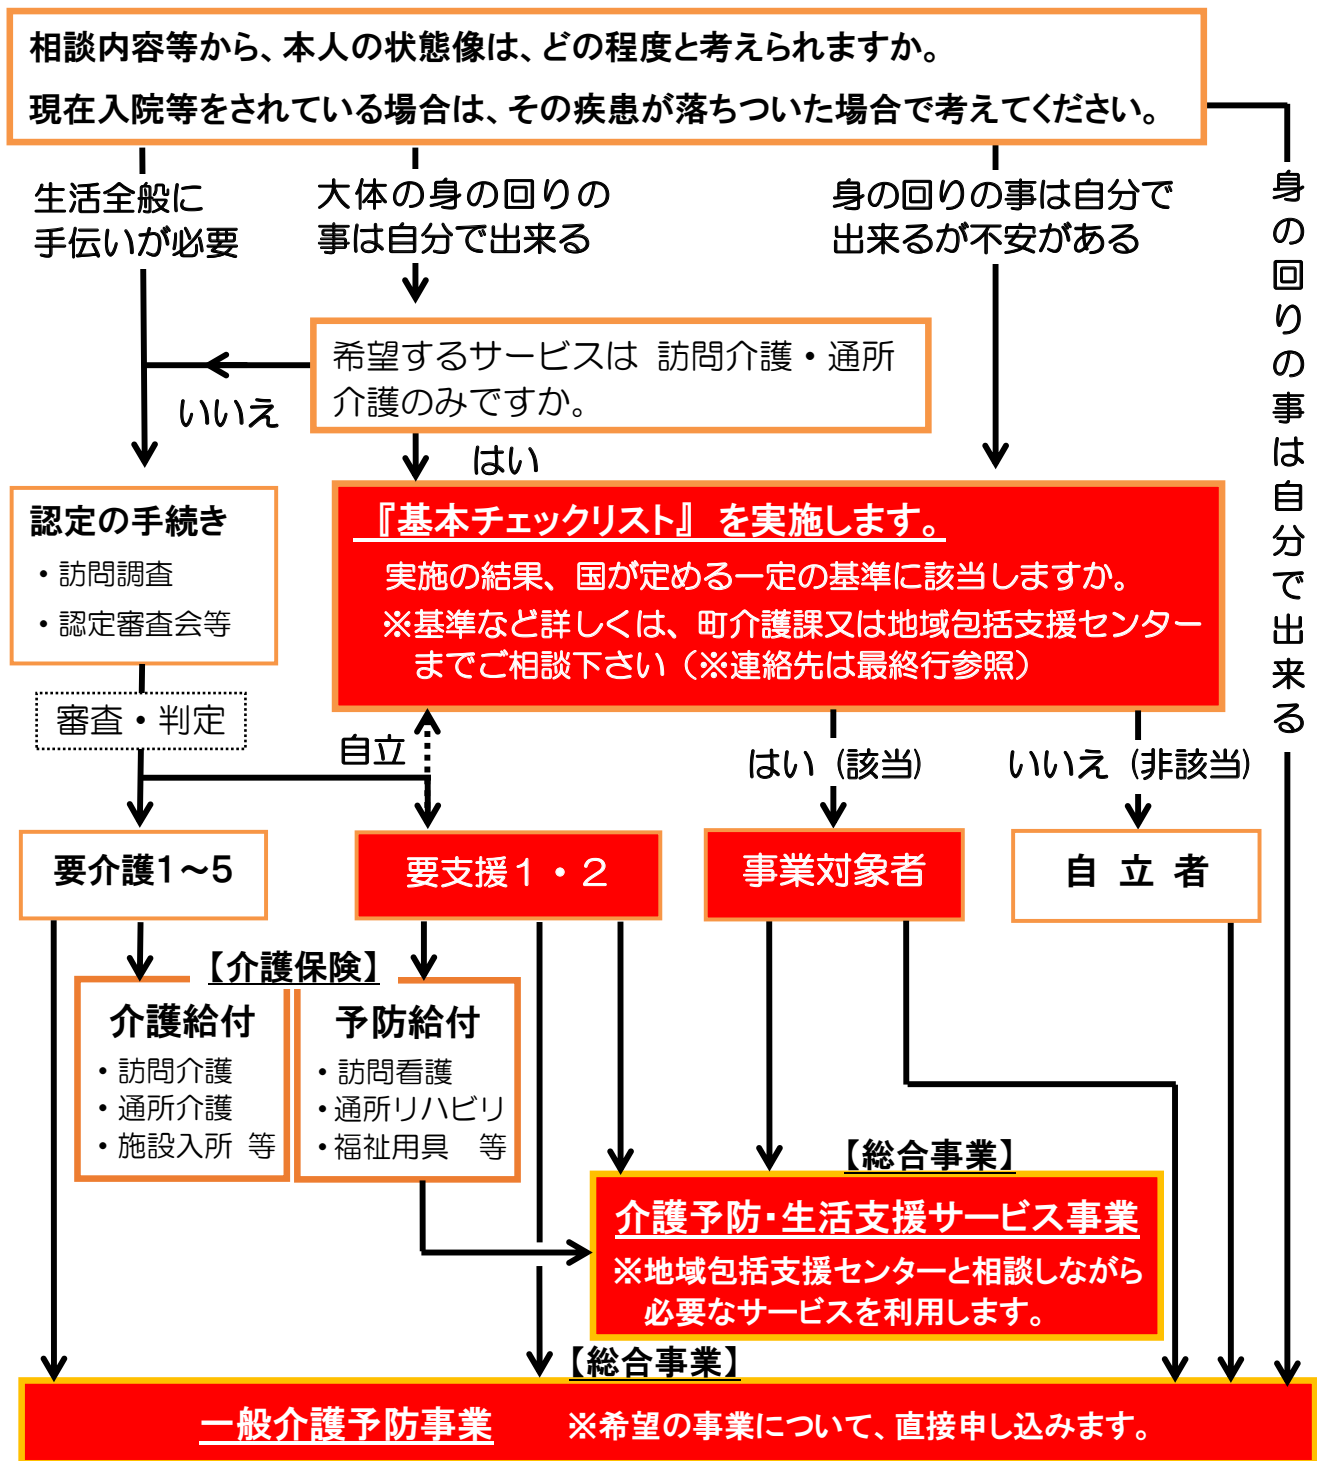 相談内容等から、本人の状態像は、どの程度と考えられますか。
現在入院等をされている場合は、その疾患が落ちついた場合で考えてください。
生活全般に
手伝いが必要
大体の身の回りの
事は自分で出来る
身の回りの事は自分で
出来るが不安がある
身の回りの事は自分で出来る
希望するサービスは 訪問介護・通所
介護のみですか。
いいえ
はい
認定の手続き
・訪問調査
・認定審査会等
『基本チェックリスト』 を実施します。
実施の結果、国が定める一定の基準に該当しますか。
※基準など詳しくは、町介護課又は地域包括支援センター
までご相談下さい（※連絡先は最終行参照）
審査・判定
自立
はい（該当）
いいえ（非該当）
要介護1～5
要支援１・２
事業対象者
自 立 者
【介護保険】
介護給付
・訪問介護
・通所介護
・施設入所 等
予防給付
・訪問看護
・通所リハビリ
・福祉用具 等
【総合事業】
介護予防・生活支援サービス事業
※地域包括支援センターと相談しながら
必要なサービスを利用します。
【総合事業】
一般介護予防事業 ※希望の事業について、直接申し込みます。